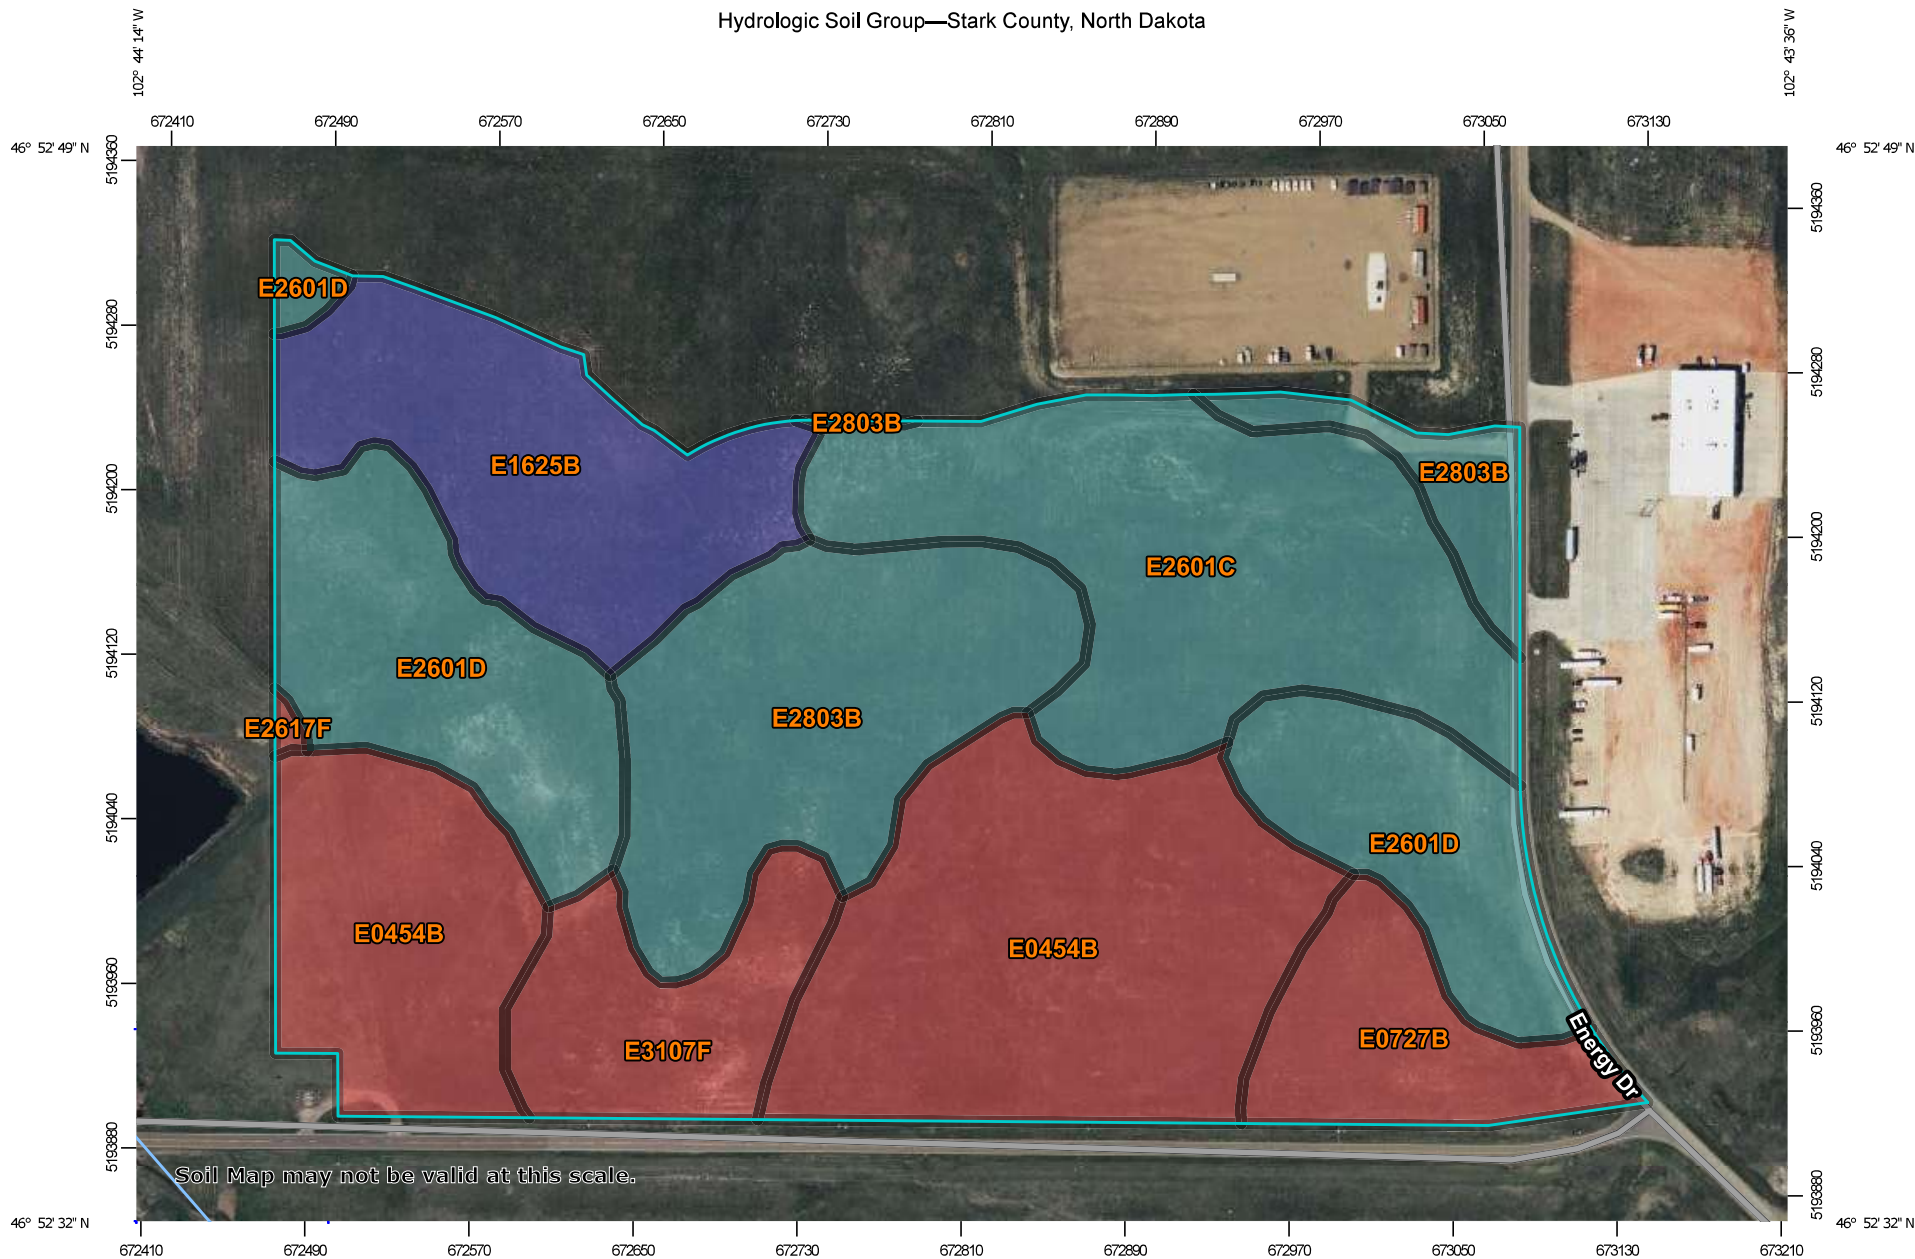 Hydrologic Soil Group—Stark County, North Dakota
102° 44' 14'' W
102° 43' 36'' W
672410 672490 672570 672650 672730 672810 672890 672970 673050 673130
46° 52' 49'' N
46° 52' 49'' N
5194360
5194360
E2601D
5194280
5194280
E2803B
E1625B
E2803B
5194200
5194200
E2601C
5194120
E2601D
5194120
E2803B
E2617F
5194040
E2601D
5194040
E0454B
E0454B
5193960
5193960
E3107F
E0727B
Energy Dr
5193880
Soil Map may not be valid at this scale.
5193880
46° 52' 32'' N
46° 52' 32'' N
672410 672490 672570 672650 672730 672810 672890 672970 673050 673130 673210